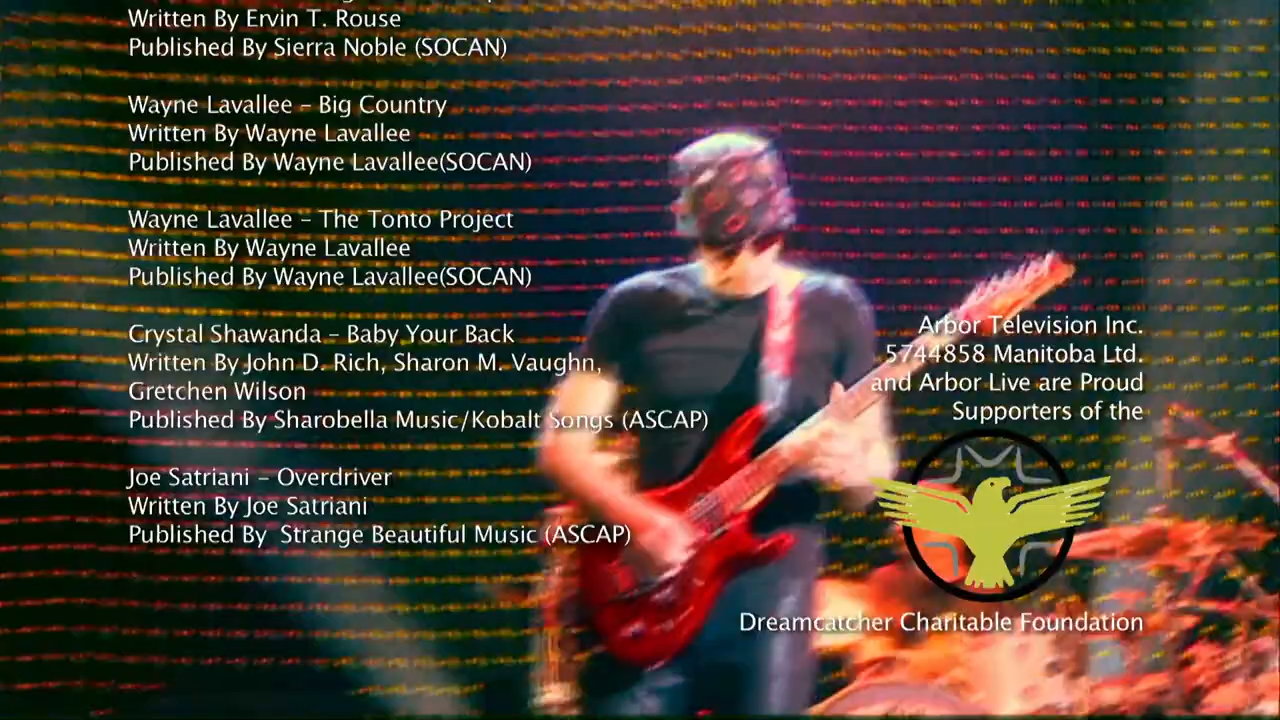 Written By Ervin T. Rouse
Published By Sierra Noble (SOCAN)
Wayne Lavallee – Big Country
Written By Wayne Lavallee
Published By Wayne Lavallee(SOCAN)
Wayne Lavallee – The Tonto Project
Written By Wayne Lavallee
Published By Wayne Lavallee(SOCAN)
Crystal Shawanda – Baby Your Back
Written By John D. Rich, Sharon M. Vaughn,
Gretchen Wilson
Published By Sharobella Music/Kobalt Songs (ASCAP)
Joe Satriani – Overdriver
Written By Joe Satriani
Published By  Strange Beautiful Music (ASCAP)
Arbor Television Inc.
5744858 Manitoba Ltd.
and Arbor Live are Proud
Supporters of the
Dreamcatcher Charitable Foundation